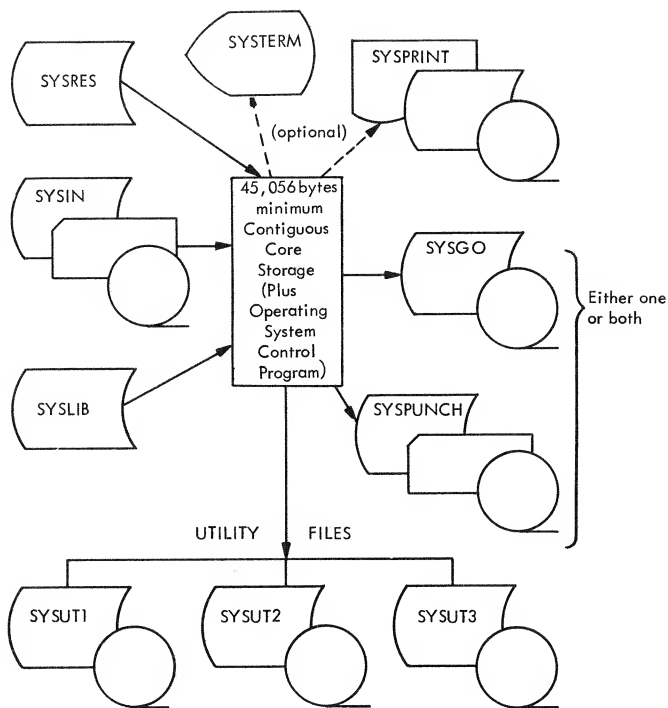 SYSTERM
SYSPRINT
SYSRES
(optional)
45,056 bytes
minimum
Contiguous
Core
Storage
(Plus
Operating
System
Control
Program)
SYSIN
SYSGO
Either one
or both
SYSLIB
SYSPUNCH
UTILITY FILES
SYSUT1
SYSUT2
SYSUT3